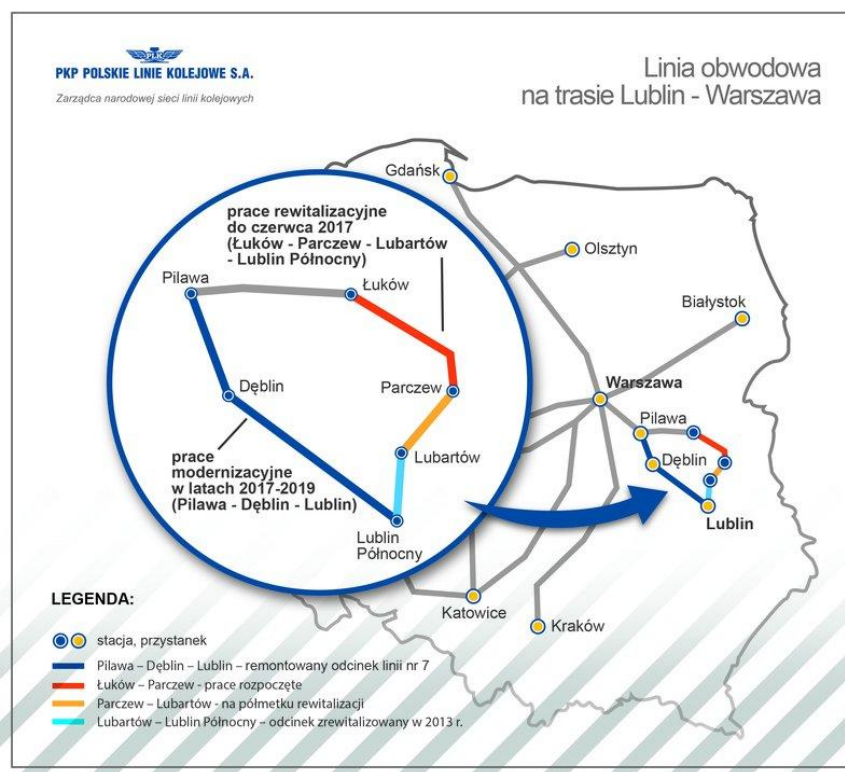 PLK
PKP POLSKIE LINIE KOLEJOWE S.A.
Zarządca narodowej sieci linii kolejowych
Linia obwodowa
na trasie Lublin - Warszawa
Gdańsk
Olsztyn
Białystok
Warszawa
Pilawa
Dęblin
Lublin
Katowice
Kraków
prace rewitalizacyjne
do czerwca 2017
(Łuków - Parczew - Lubartów
- Lublin Północny)
Pilawa
Łuków
Dęblin
Parczew
Lubartów
prace
modernizacyjne
w latach 2017-2019
(Pilawa - Dęblin - Lublin)
Lublin
Północny
LEGENDA:
stacja, przystanek
Pilawa – Dęblin – Lublin – remontowany odcinek linii nr 7
Łuków – Parczew - prace rozpoczęte
Parczew – Lubartów - na półmetku rewitalizacji
Lubartów – Lublin Północny – odcinek zrewitalizowany w 2013 r.